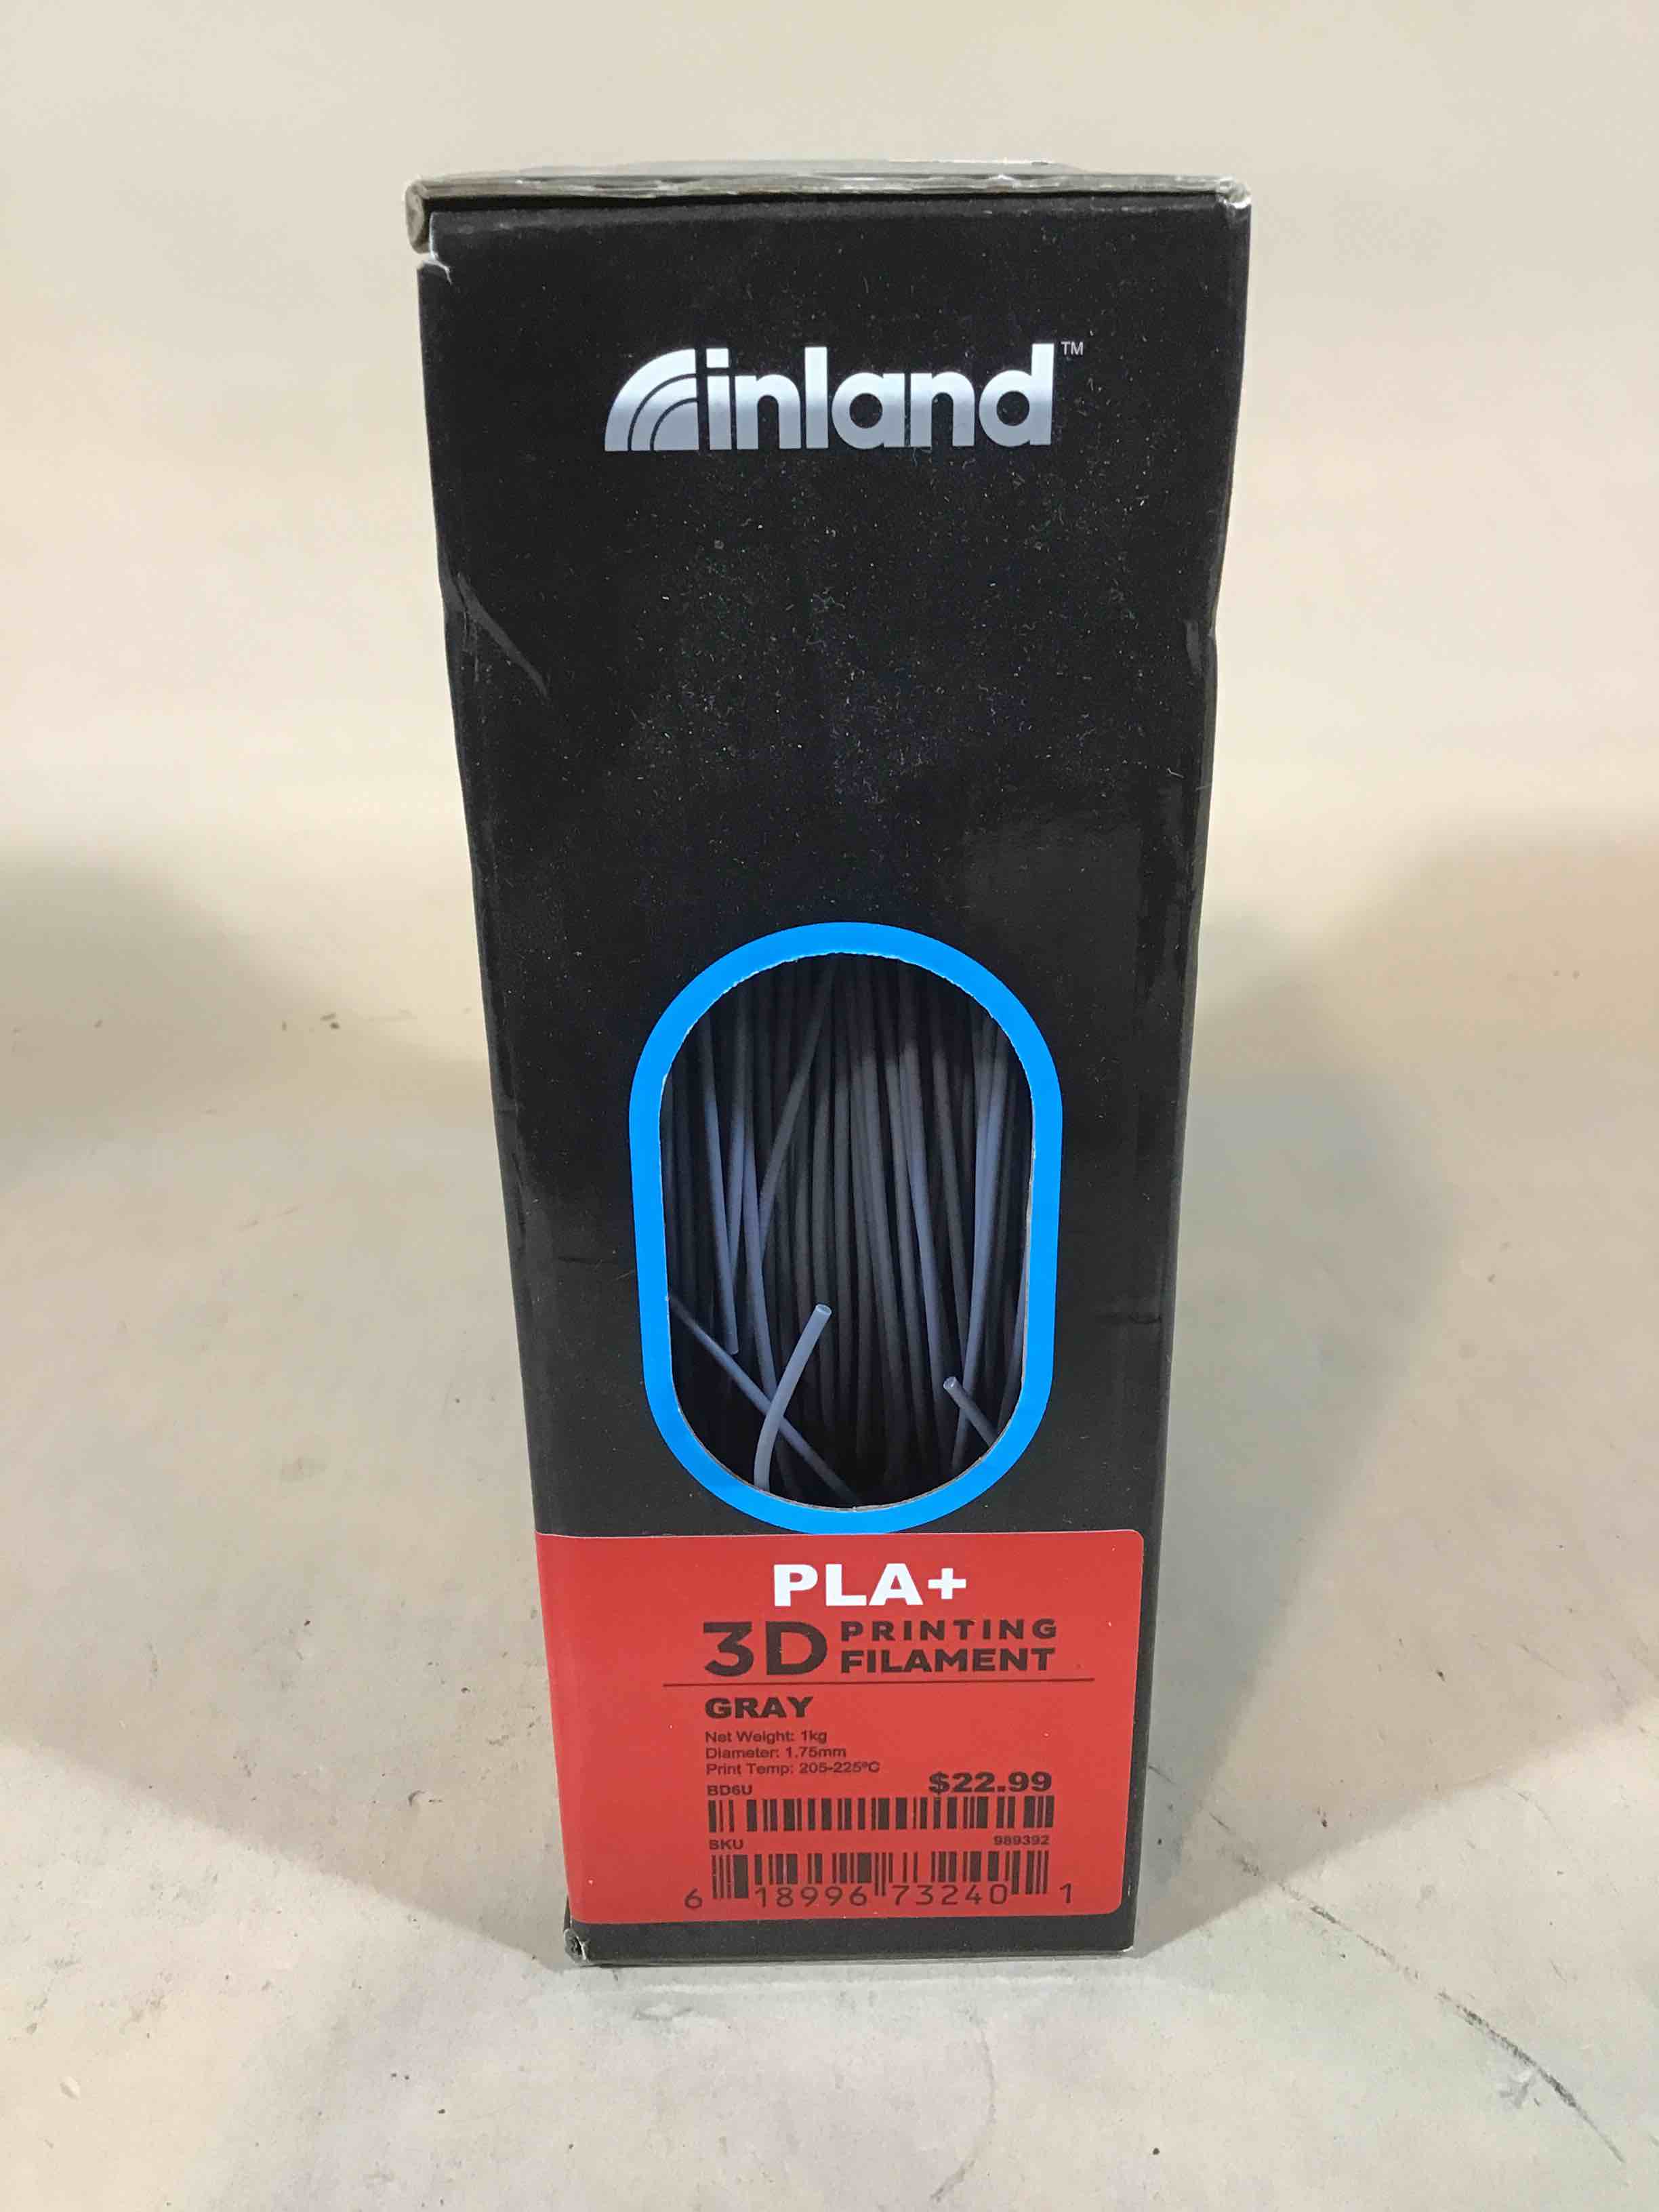 inland™
PLA+
3D PRINTING
FILAMENT
GRAY
Net Weight: 1kg
Diameter: 1.75mm
Print Temp: 205-225ºC
BD6U $22.99
SKU 989392
6 18996 73240 1